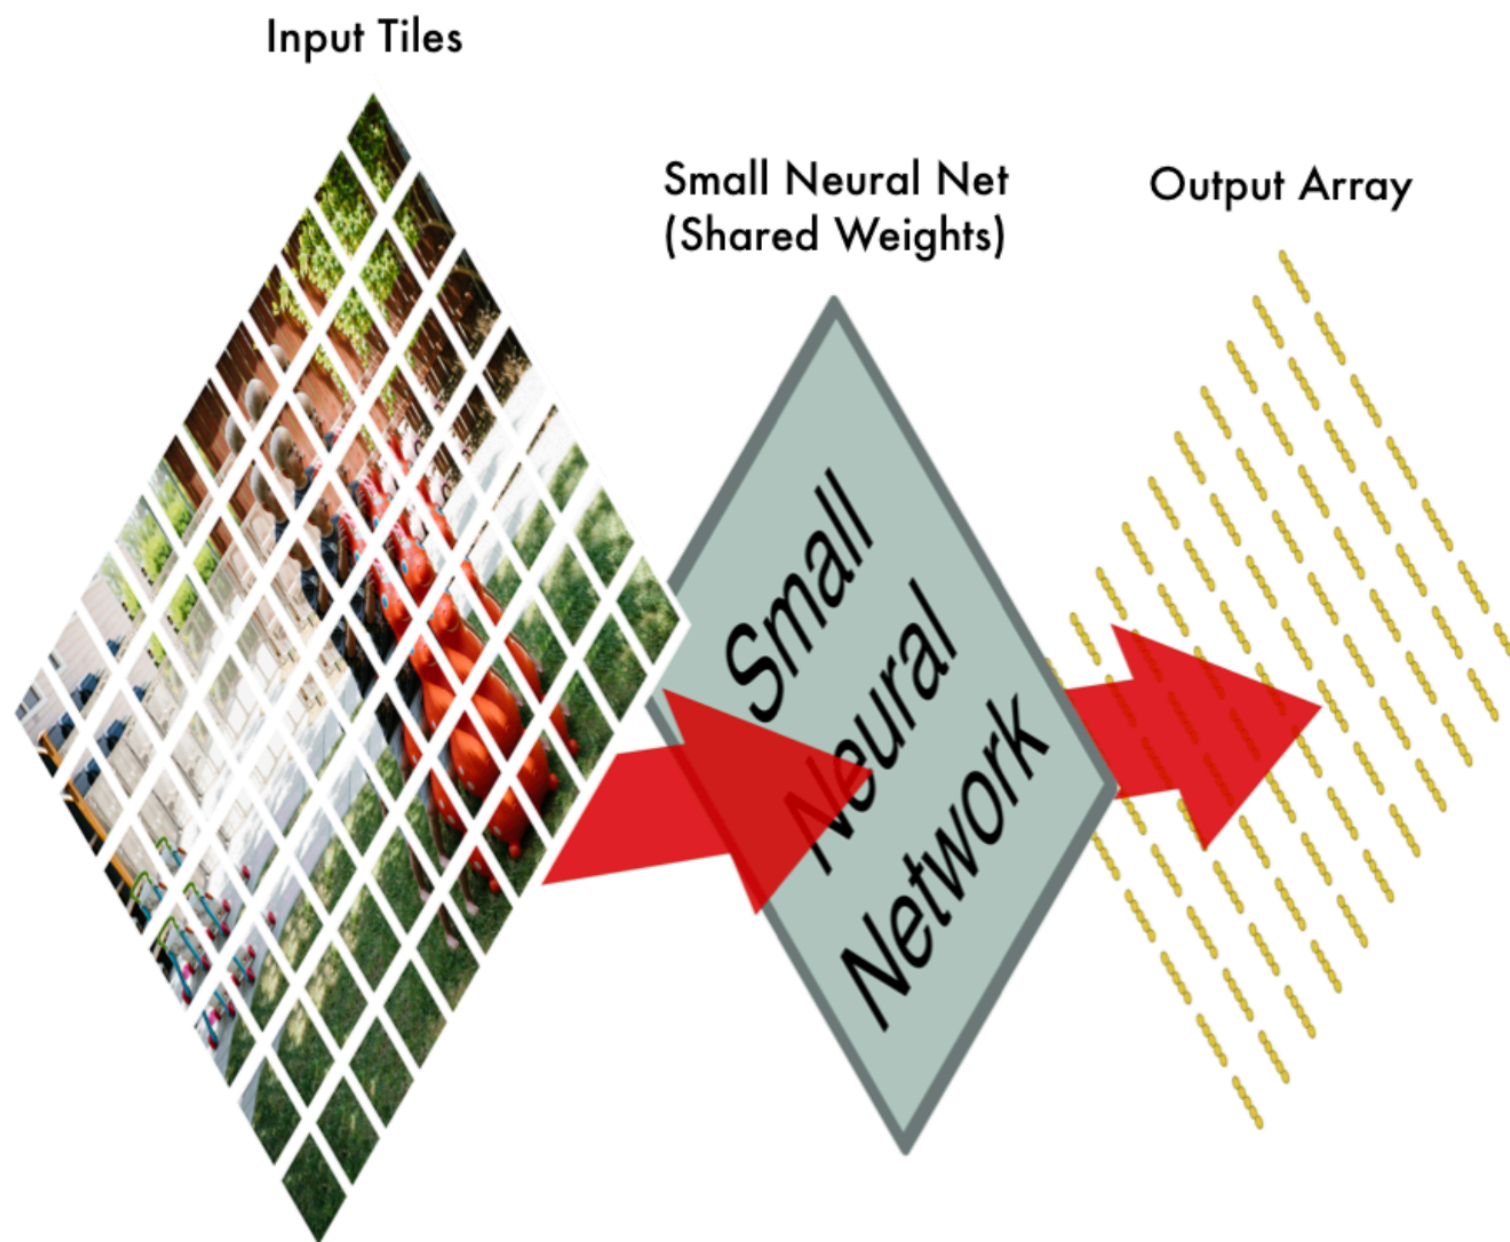 Input Tiles
Small Neural Net
(Shared Weights)
Output Array
Small
Neural
Network